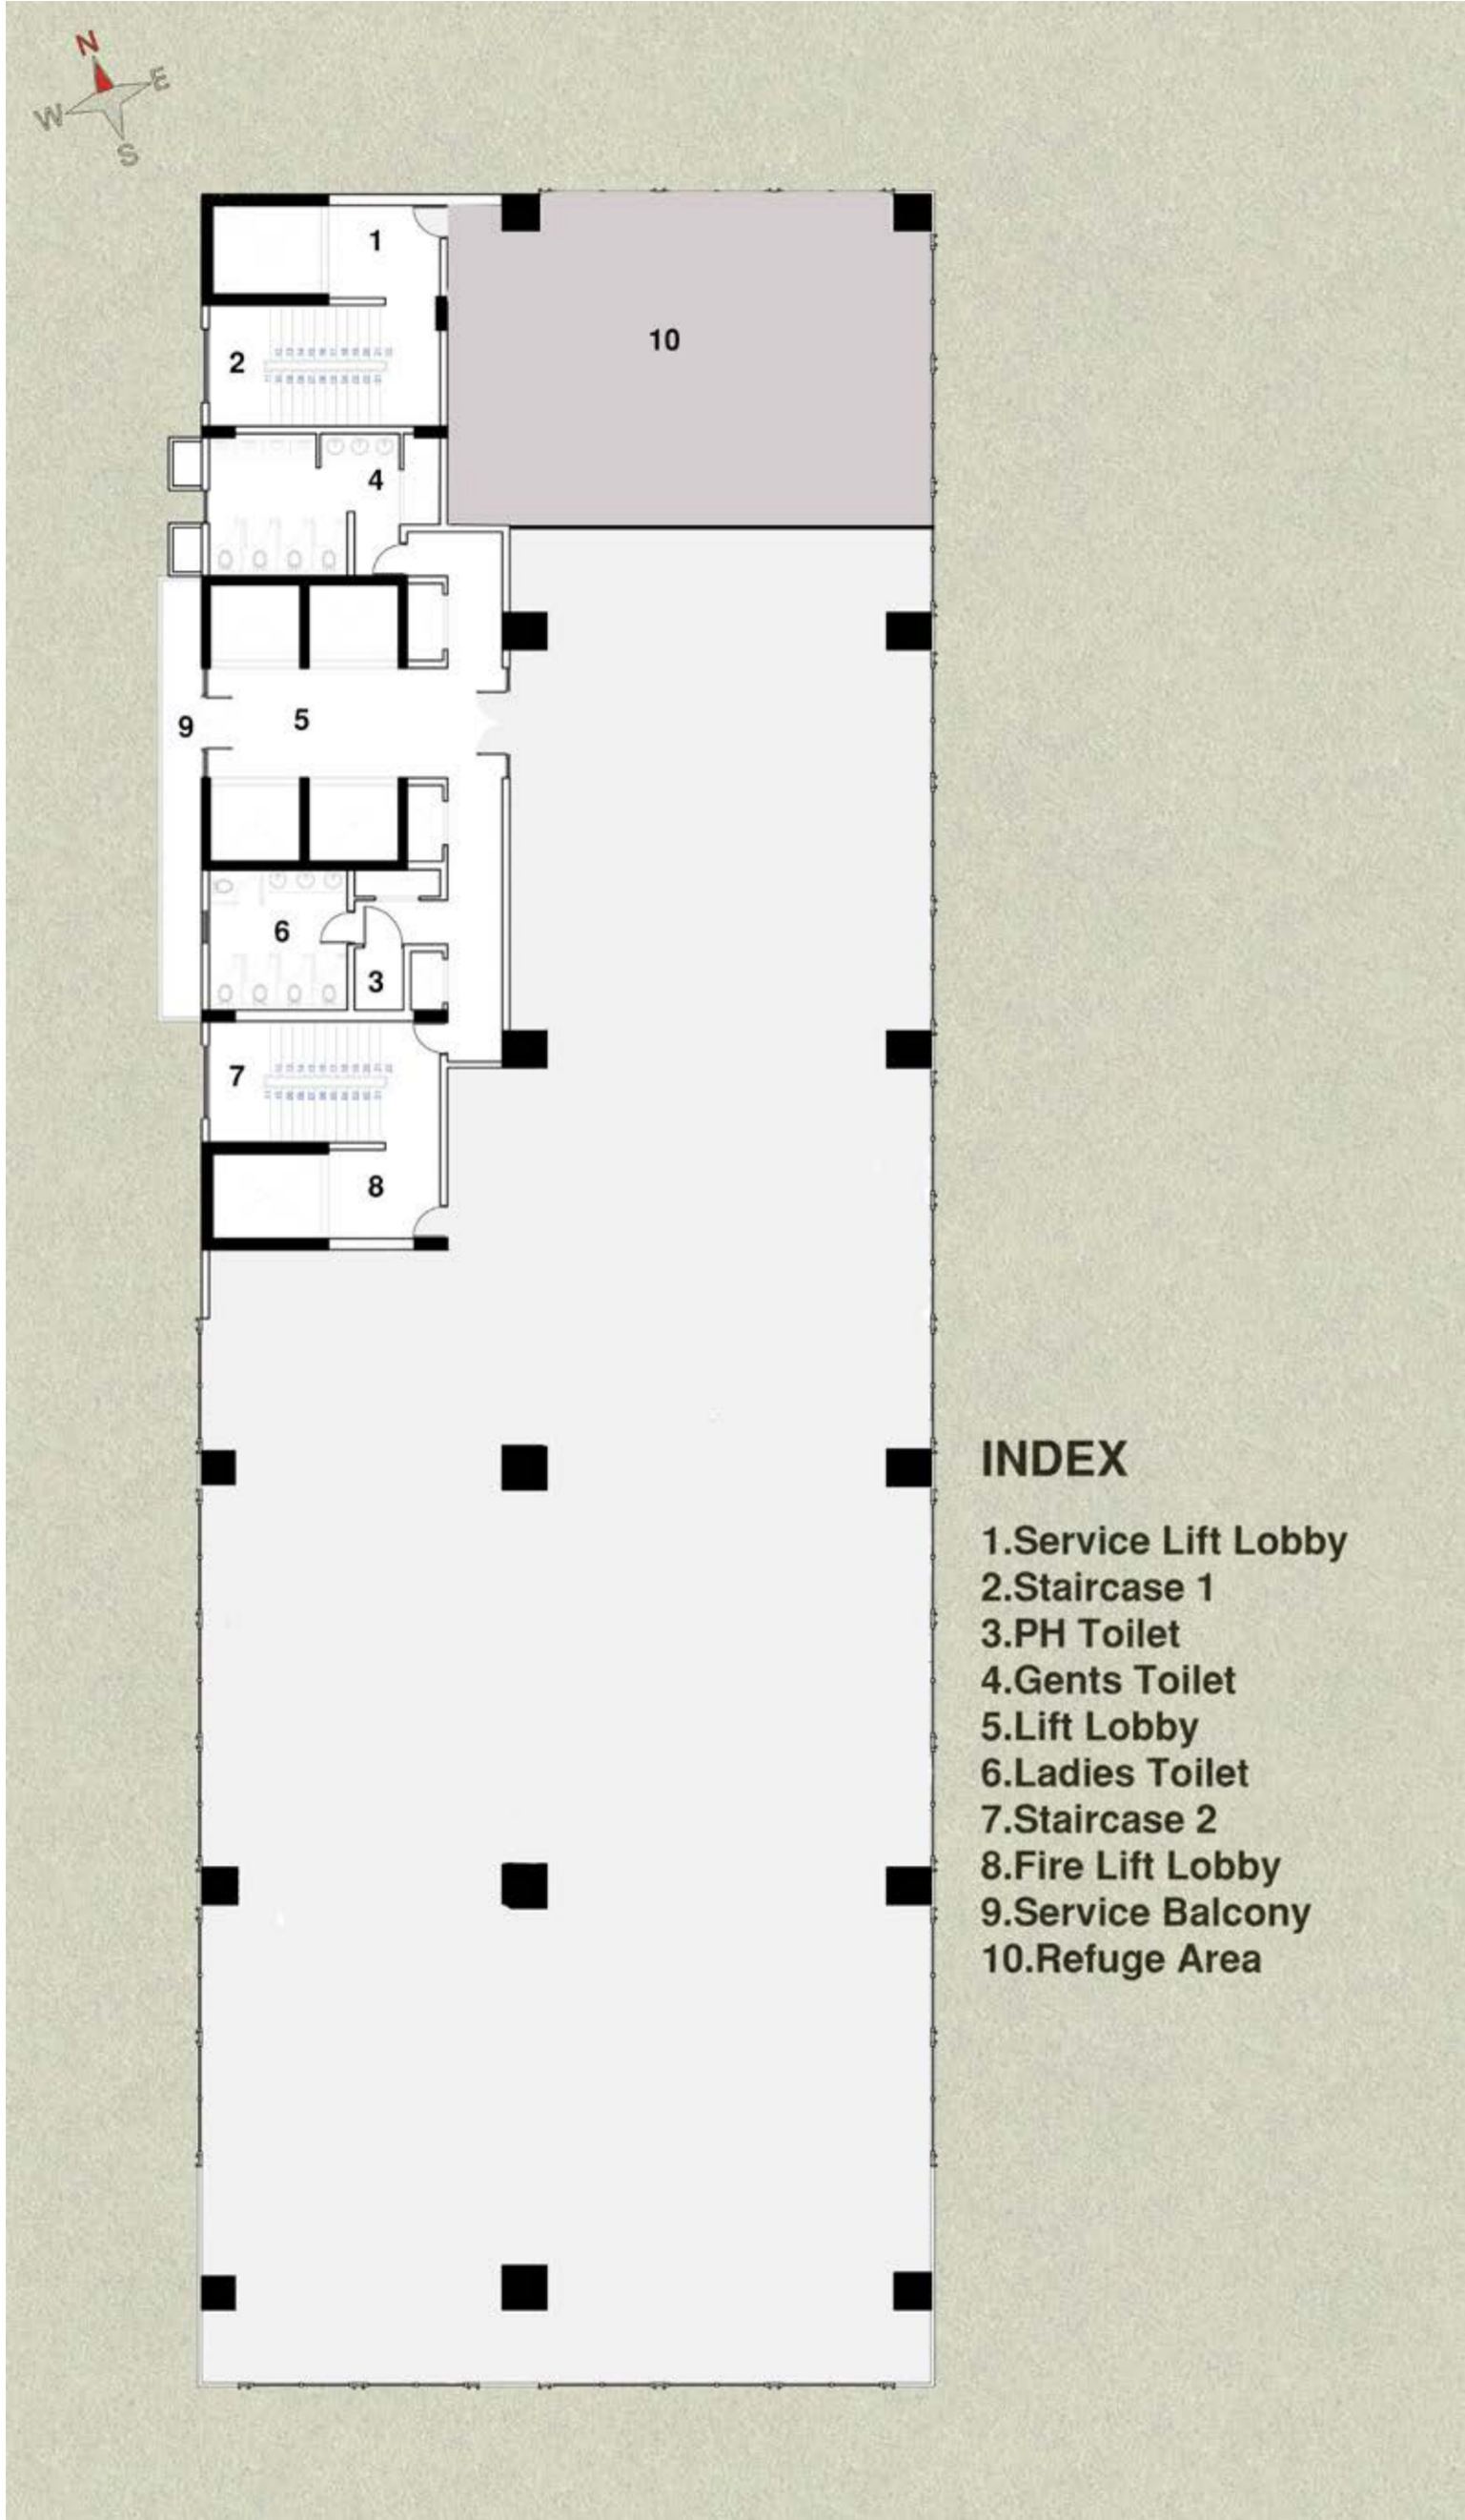 N
E
W
S
1
10
2
4
9
5
6
3
7
8
INDEX
1.Service Lift Lobby
2.Staircase 1
3.PH Toilet
4.Gents Toilet
5.Lift Lobby
6.Ladies Toilet
7.Staircase 2
8.Fire Lift Lobby
9.Service Balcony
10.Refuge Area